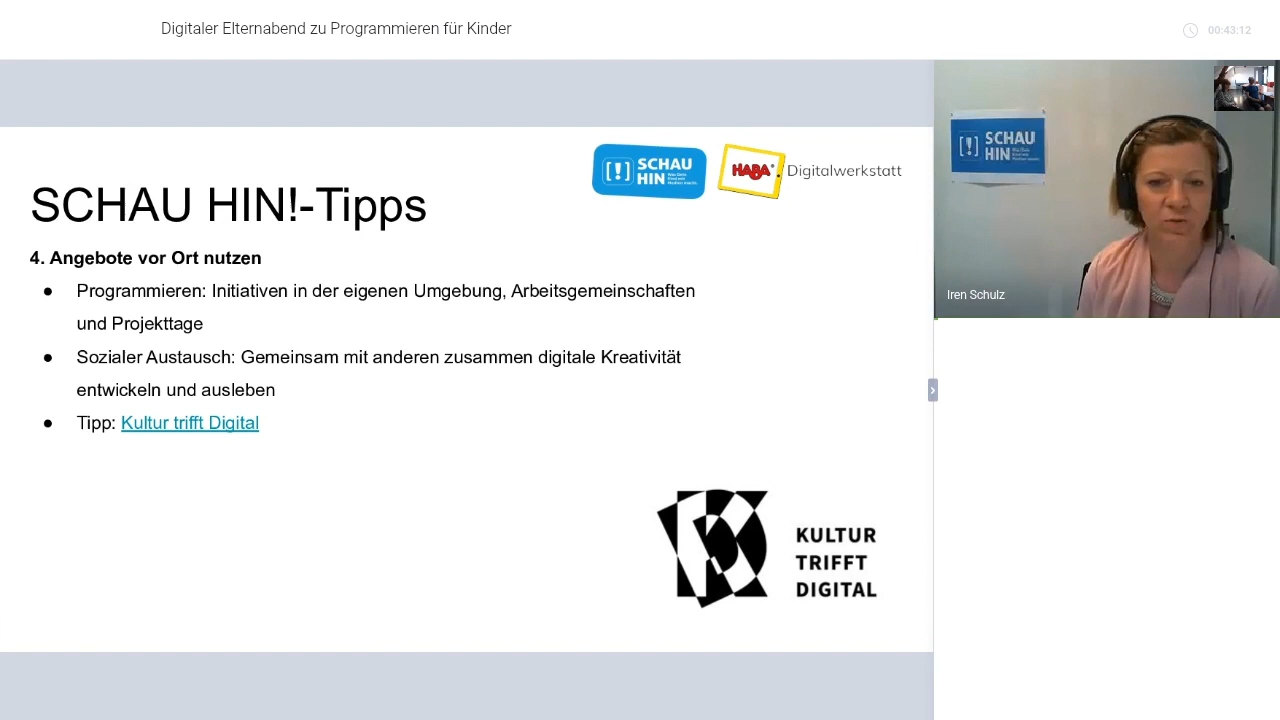 Digitaler Elternabend zu Programmieren für Kinder
00:43:12
SCHAU
HIN
HABA
Digitalwerkstatt
SCHAU HIN!-Tipps
4. Angebote vor Ort nutzen
● Programmieren: Initiativen in der eigenen Umgebung, Arbeitsgemeinschaften
und Projekttage
● Sozialer Austausch: Gemeinsam mit anderen zusammen digitale Kreativität
entwickeln und ausleben
● Tipp: Kultur trifft Digital
KULTUR
TRIFFT
DIGITAL
SCHAU
HIN
Iren Schulz